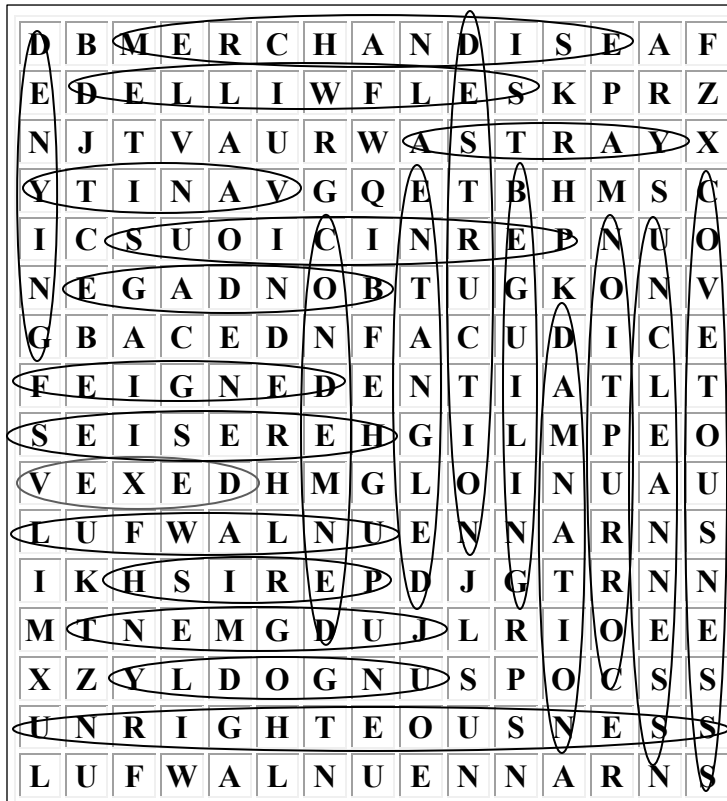 D B M E R C H A N D I S E A F
E D E L L I W F L E S K P R Z
N J T V A U R W A S T R A Y X
Y T I N A V G Q E T B H M S C
I C S U O I C I N R E P N U O
N E G A D N O B T U G K O N V
G B A C E D N F A C U D I C E
F E I G N E D E N T I A T L T
S E I S E R E H G I L M P E O
V E X E D H M G L O I N U A U
L U F W A L N U E N N A R N S
I K H S I R E P D J G T R N N
M T N E M G D U J L R I O E E
X Z Y L D O G N U S P O C S S
U N R I G H T E O U S N E S S
L U F W A L N U E N N A R N S